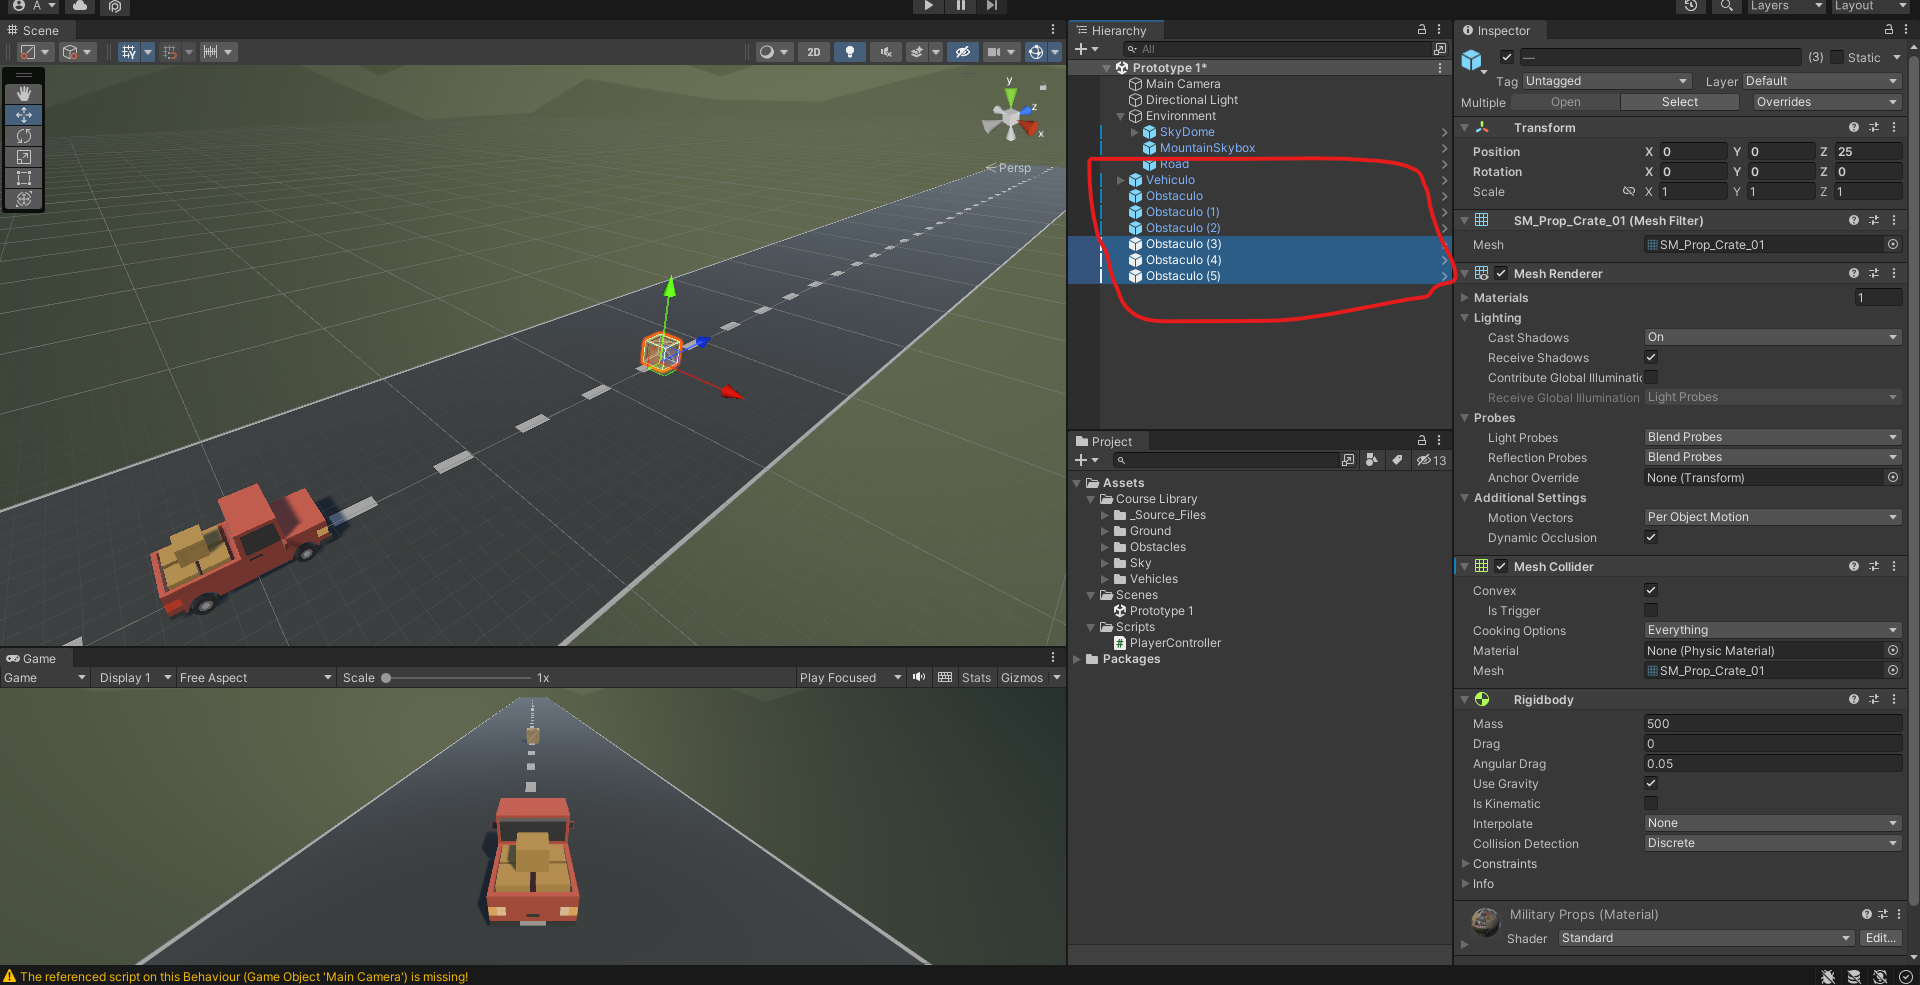 A
Layers
Layout
Scene
2D
y
z
x
Persp
Game
Game
Display 1
Free Aspect
Scale
1x
Play Focused
Stats
Gizmos
Hierarchy
All
Prototype 1*
Main Camera
Directional Light
Environment
SkyDome
MountainSkybox
Road
Vehiculo
Obstaculo
Obstaculo (1)
Obstaculo (2)
Obstaculo (3)
Obstaculo (4)
Obstaculo (5)
Project
13
Assets
Course Library
_Source_Files
Ground
Obstacles
Sky
Vehicles
Scenes
Prototype 1
Scripts
PlayerController
Packages
Inspector
— (3) Static
Tag Untagged Layer Default
Multiple Open Select Overrides
Transform
Position X 0 Y 0 Z 25
Rotation X 0 Y 0 Z 0
Scale X 1 Y 1 Z 1
SM_Prop_Crate_01 (Mesh Filter)
Mesh SM_Prop_Crate_01
Mesh Renderer
Materials 1
Lighting
Cast Shadows On
Receive Shadows
Contribute Global Illuminatic
Receive Global Illumination Light Probes
Probes
Light Probes Blend Probes
Reflection Probes Blend Probes
Anchor Override None (Transform)
Additional Settings
Motion Vectors Per Object Motion
Dynamic Occlusion
Mesh Collider
Convex
Is Trigger
Cooking Options Everything
Material None (Physic Material)
Mesh SM_Prop_Crate_01
Rigidbody
Mass 500
Drag 0
Angular Drag 0.05
Use Gravity
Is Kinematic
Interpolate None
Collision Detection Discrete
Constraints
Info
Military Props (Material)
Shader Standard Edit...
The referenced script on this Behaviour (Game Object 'Main Camera') is missing!